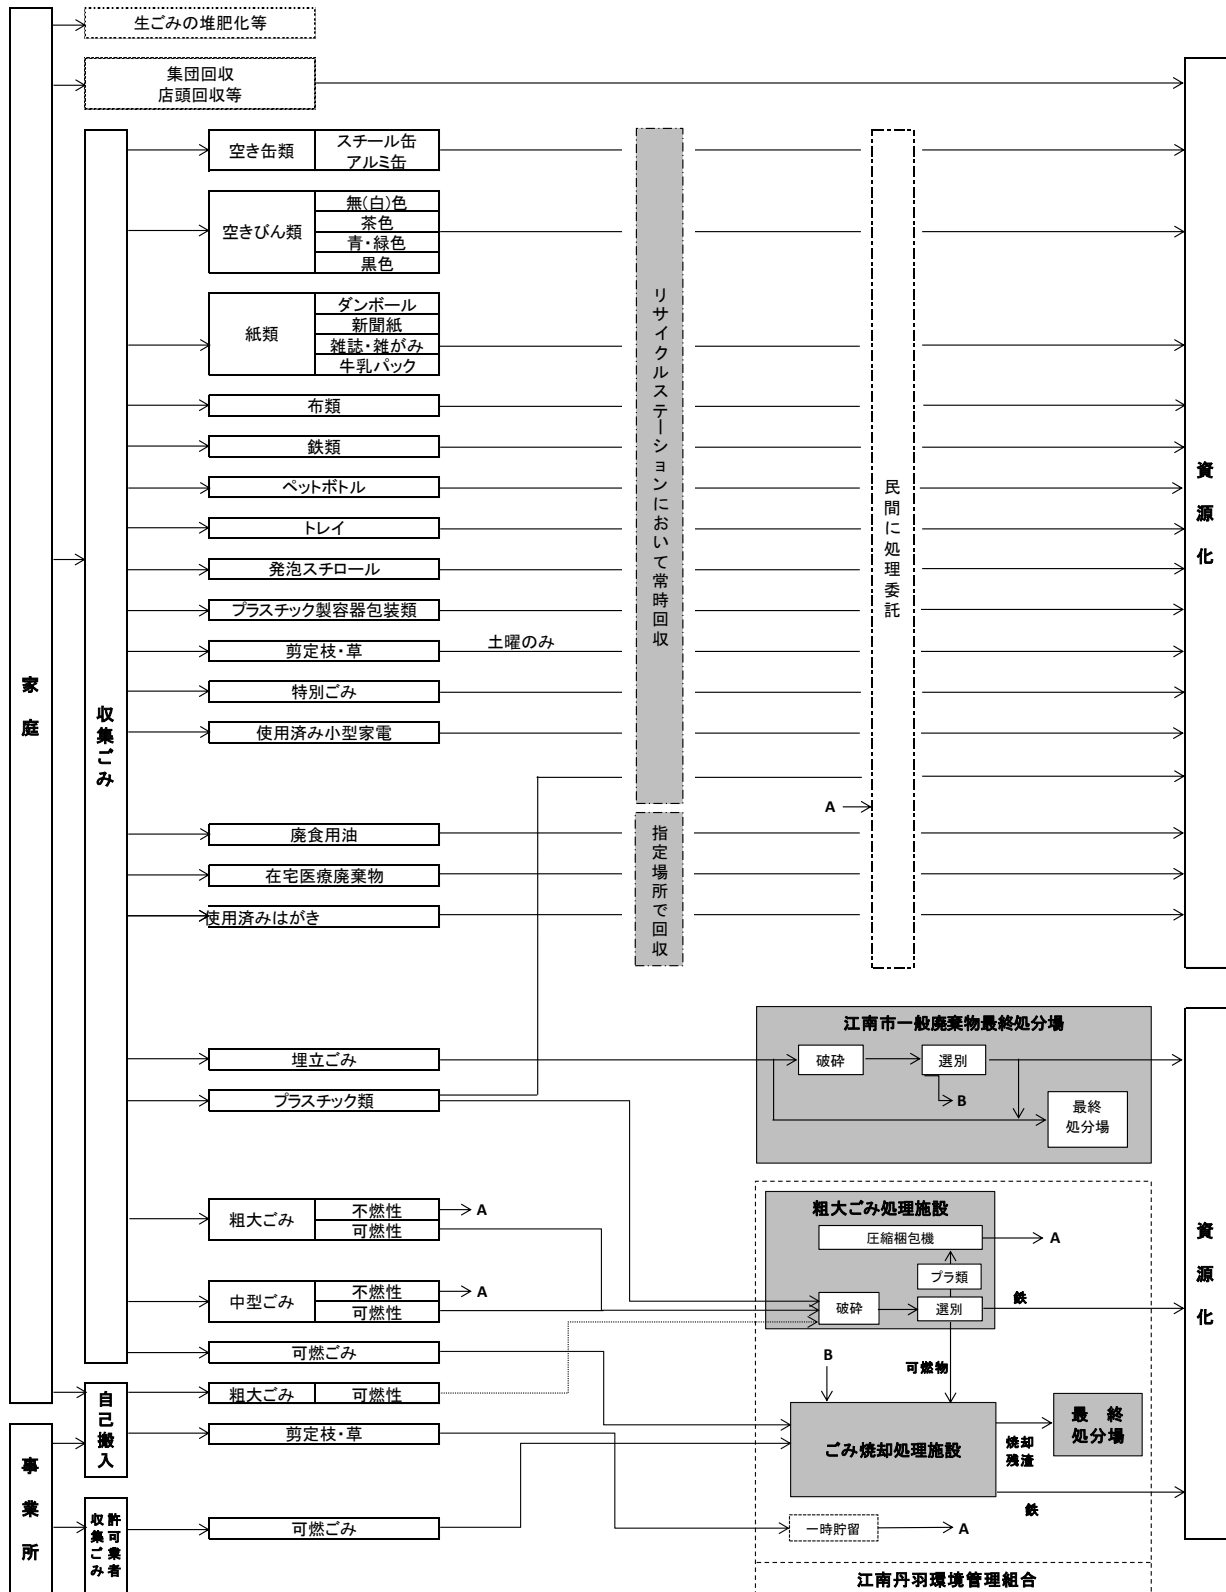 生ごみの堆肥化等
集団回収
店頭回収等
空き缶類
スチール缶
アルミ缶
空きびん類
無(白)色
茶色
青・緑色
黒色
紙類
ダンボール
新聞紙
雑誌・雑がみ
牛乳パック
布類
鉄類
ペットボトル
トレイ
発泡スチロール
プラスチック製容器包装類
剪定枝・草
土曜のみ
特別ごみ
使用済み小型家電
廃食用油
在宅医療廃棄物
使用済みはがき
家庭
収集ごみ
リサイクルステーションにおいて常時回収
指定場所で回収
民間に処理委託
A
資源化
埋立ごみ
プラスチック類
江南市一般廃棄物最終処分場
破砕
選別
B
最終
処分場
粗大ごみ
不燃性
可燃性
A
中型ごみ
不燃性
可燃性
A
可燃ごみ
粗大ごみ処理施設
圧縮梱包機
A
プラ類
破砕
選別
鉄
可燃物
B
資源化
自己搬入
粗大ごみ
可燃性
剪定枝・草
ごみ焼却処理施設
焼却
残渣
最 終
処分場
鉄
事業所
許可業者
収集ごみ
可燃ごみ
一時貯留
A
江南丹羽環境管理組合